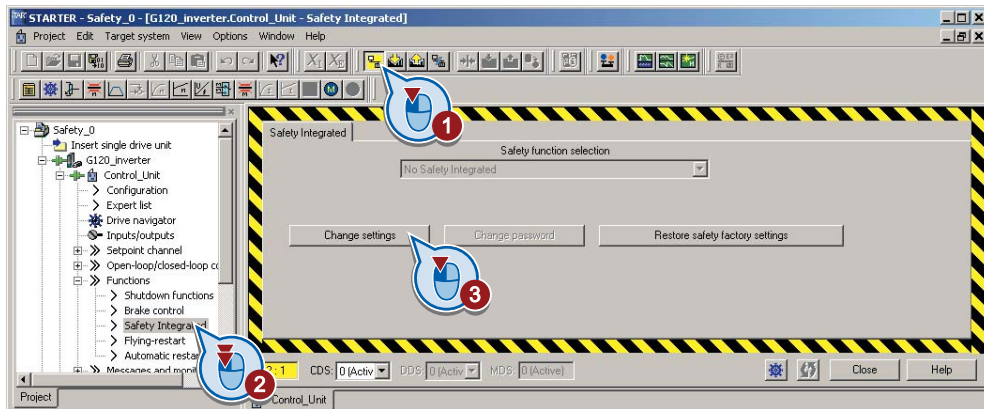 STARTER - Safety_0 - [G120_inverter.Control_Unit - Safety Integrated]
Project Edit Target system View Options Window Help
1
Safety_0
Insert single drive unit
G120_inverter
Control_Unit
Configuration
Expert list
Drive navigator
Inputs/outputs
Setpoint channel
Open-loop/closed-loop co
Functions
Shutdown functions
Brake control
Safety Integrated
Flying-restart
Automatic restar
Messages and moni
2
Project
Safety Integrated
Safety function selection
No Safety Integrated
Change settings
Change password
Restore safety factory settings
3
CDS: 0 (Activ
DDS: 0 (Activ
MDS: 0 (Active)
Close
Help
Control_Unit